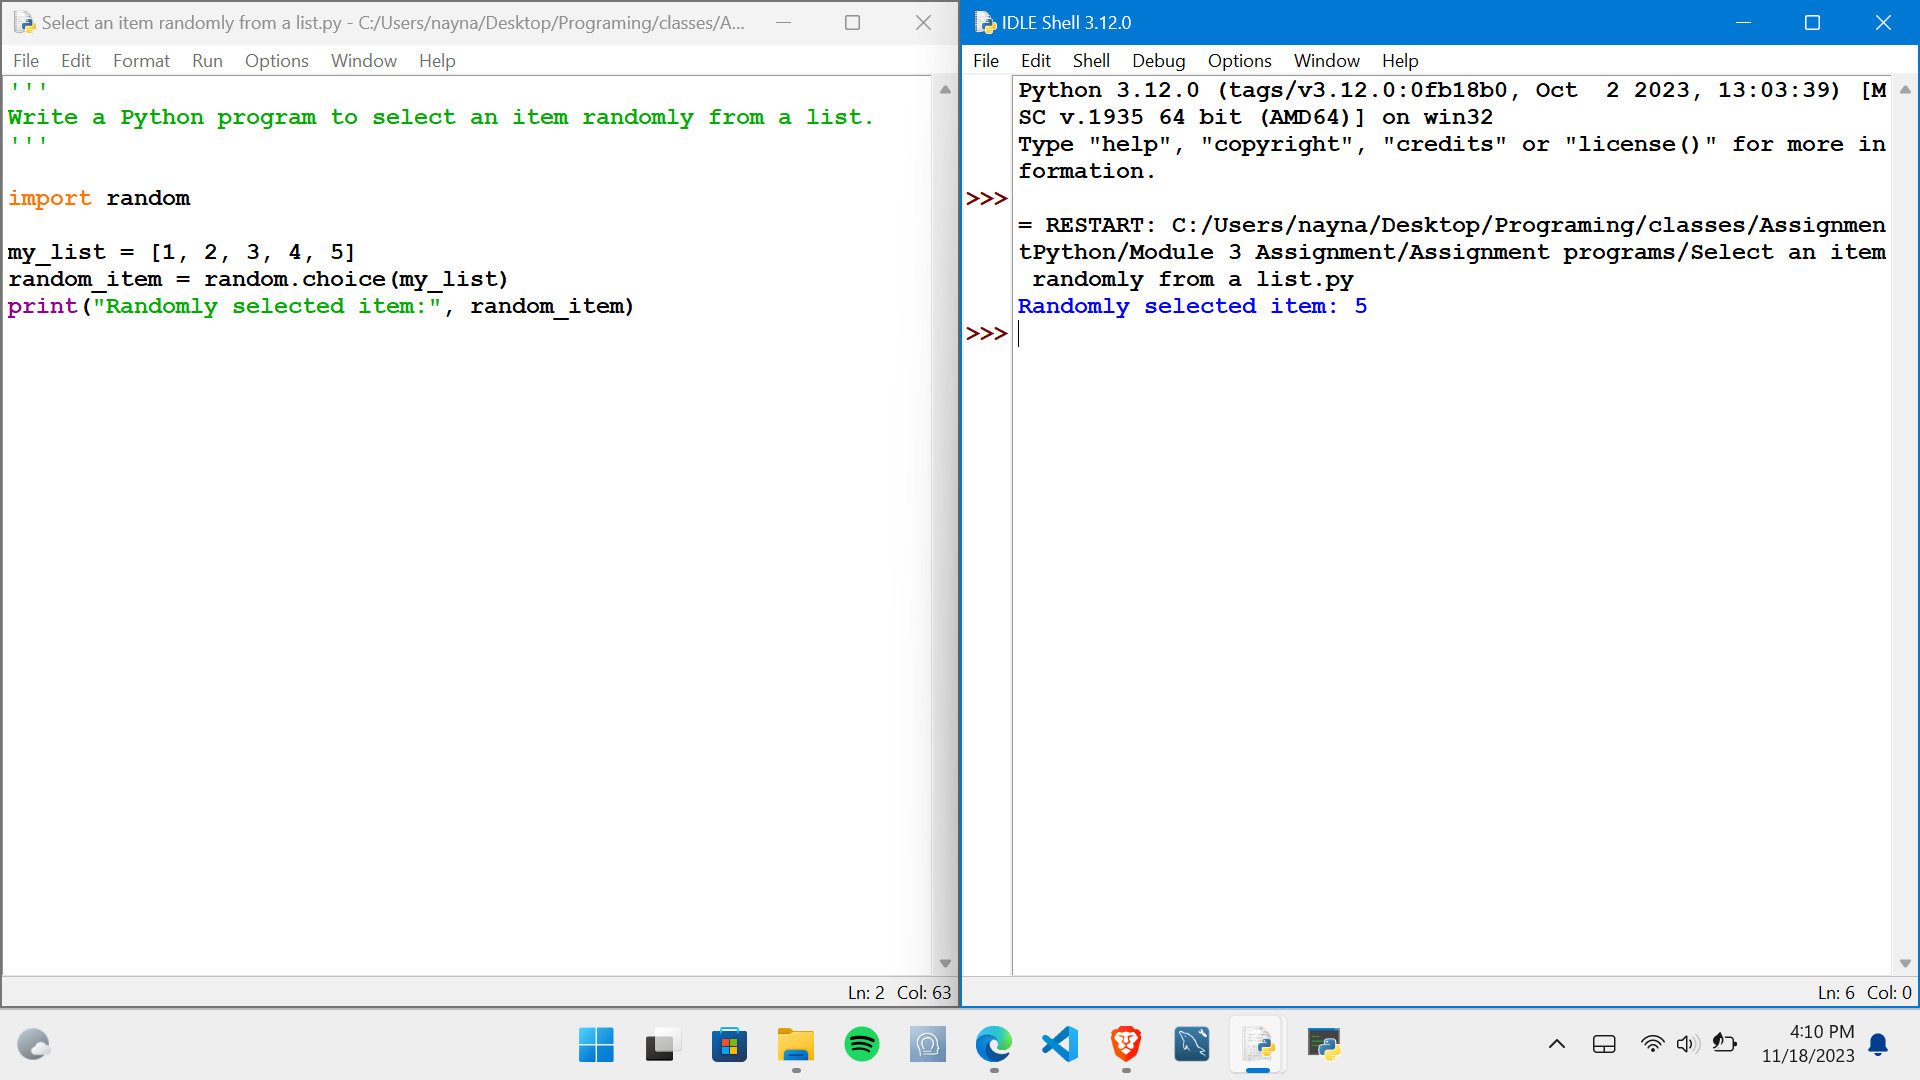 Select an item randomly from a list.py - C:/Users/nayna/Desktop/Programing/classes/A...
File Edit Format Run Options Window Help
'''
Write a Python program to select an item randomly from a list.
'''
import random
my_list = [1, 2, 3, 4, 5]
random_item = random.choice(my_list)
print("Randomly selected item:", random_item)
Ln: 2 Col: 63
IDLE Shell 3.12.0
File Edit Shell Debug Options Window Help
Python 3.12.0 (tags/v3.12.0:0fb18b0, Oct  2 2023, 13:03:39) [M
SC v.1935 64 bit (AMD64)] on win32
Type "help", "copyright", "credits" or "license()" for more in
formation.
>>>
= RESTART: C:/Users/nayna/Desktop/Programing/classes/Assignmen
tPython/Module 3 Assignment/Assignment programs/Select an item
 randomly from a list.py
Randomly selected item: 5
>>>
Ln: 6 Col: 0
4:10 PM
11/18/2023